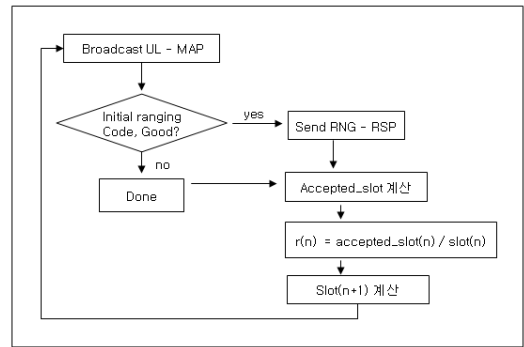 Broadcast UL - MAP
Initial ranging
Code, Good?
yes
Send RNG - RSP
no
Done
Accepted_slot 계산
r(n) = accepted_slot(n) / slot(n)
Slot(n+1) 계산